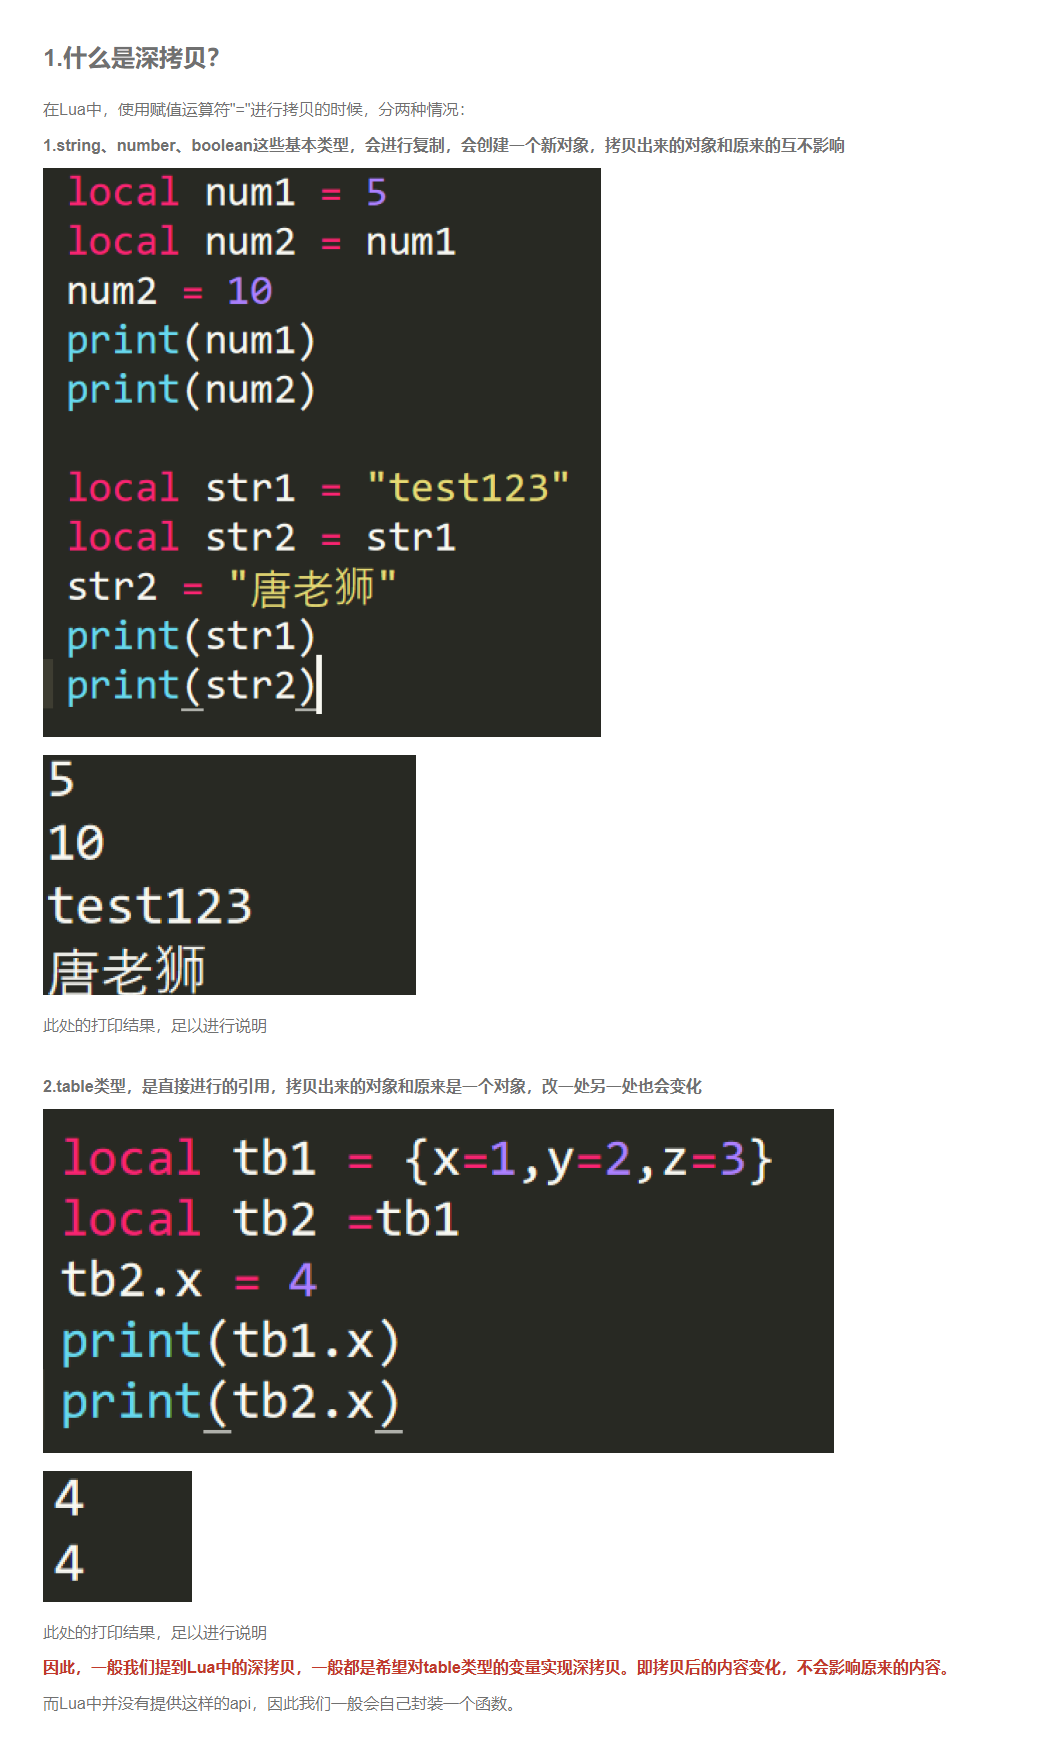 1.什么是深拷贝？
在Lua中，使用赋值运算符"="进行拷贝的时候，分两种情况：
1.string、number、boolean这些基本类型，会进行复制，会创建一个新对象，拷贝出来的对象和原来的互不影响
local num1 = 5
local num2 = num1
num2 = 10
print(num1)
print(num2)
local str1 = "test123"
local str2 = str1
str2 = "唐老狮"
print(str1)
print(str2)
5
10
test123
唐老狮
此处的打印结果，足以进行说明
2.table类型，是直接进行的引用，拷贝出来的对象和原来是一个对象，改一处另一处也会变化
local tb1 = {x=1,y=2,z=3}
local tb2 =tb1
tb2.x = 4
print(tb1.x)
print(tb2.x)
4
4
此处的打印结果，足以进行说明
因此，一般我们提到Lua中的深拷贝，一般都是希望对table类型的变量实现深拷贝。即拷贝后的内容变化，不会影响原来的内容。
而Lua中并没有提供这样的api，因此我们一般会自己封装一个函数。